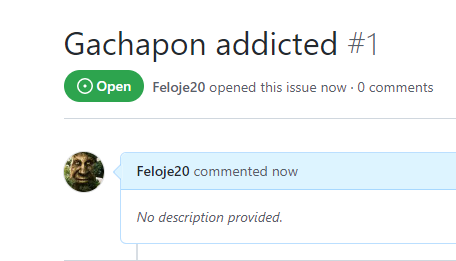 Gachapon addicted #1
Open Feloje20 opened this issue now · 0 comments
Feloje20 commented now
No description provided.